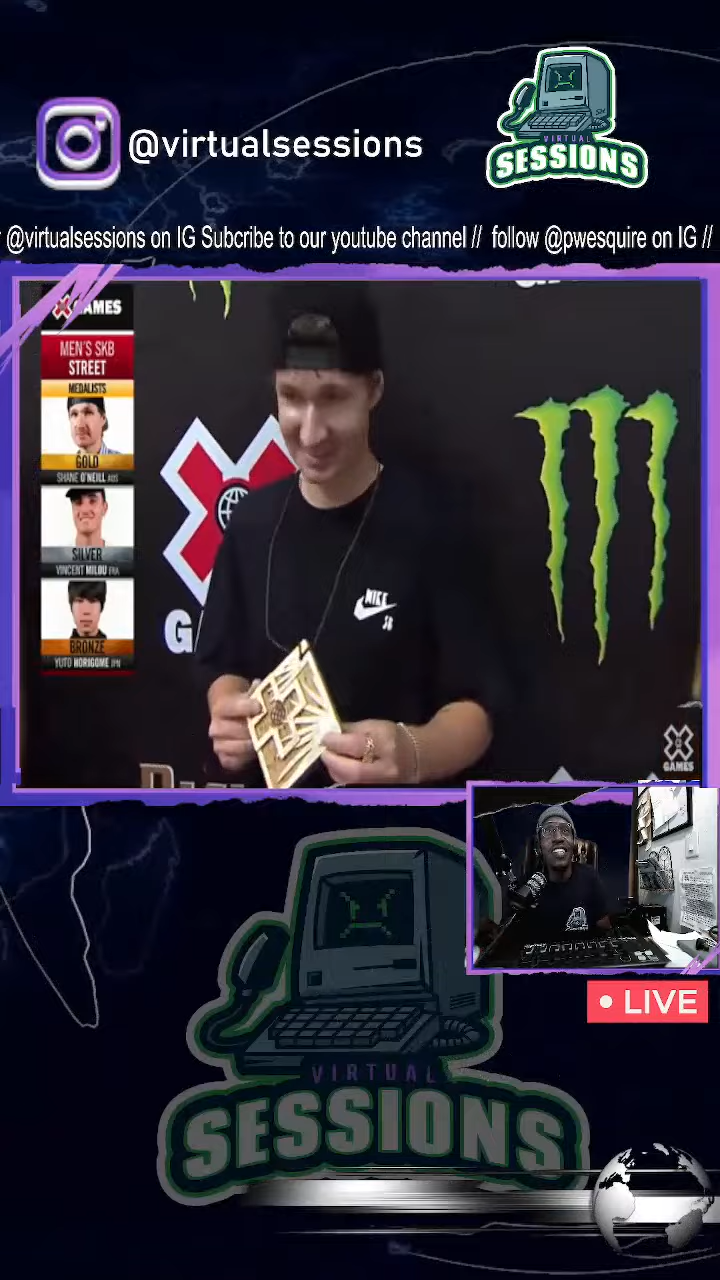 @virtualsessions
VIRTUAL
SESSIONS
@virtualsessions on IG Subcribe to our youtube channel // follow @pwesquire on IG //
X GAMES
MEN'S SKB
STREET
MEDALISTS
GOLD
SHANE O'NEILL AUS
SILVER
VINCENT MILOU FRA
BRONZE
YUTO HORIGOME JPN
NIKE
SB
X
GAMES
LIVE
VIRTUAL
SESSIONS